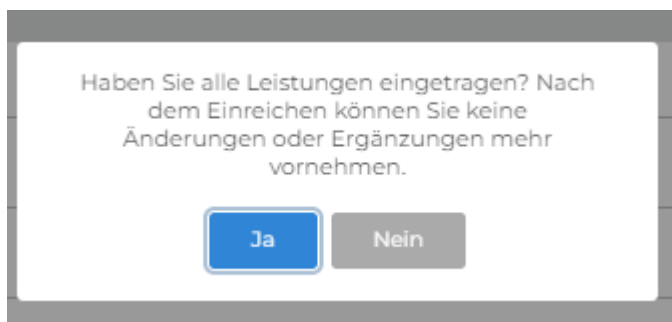 Haben Sie alle Leistungen eingetragen? Nach
dem Einreichen können Sie keine
Änderungen oder Ergänzungen mehr
vornehmen.
Ja
Nein